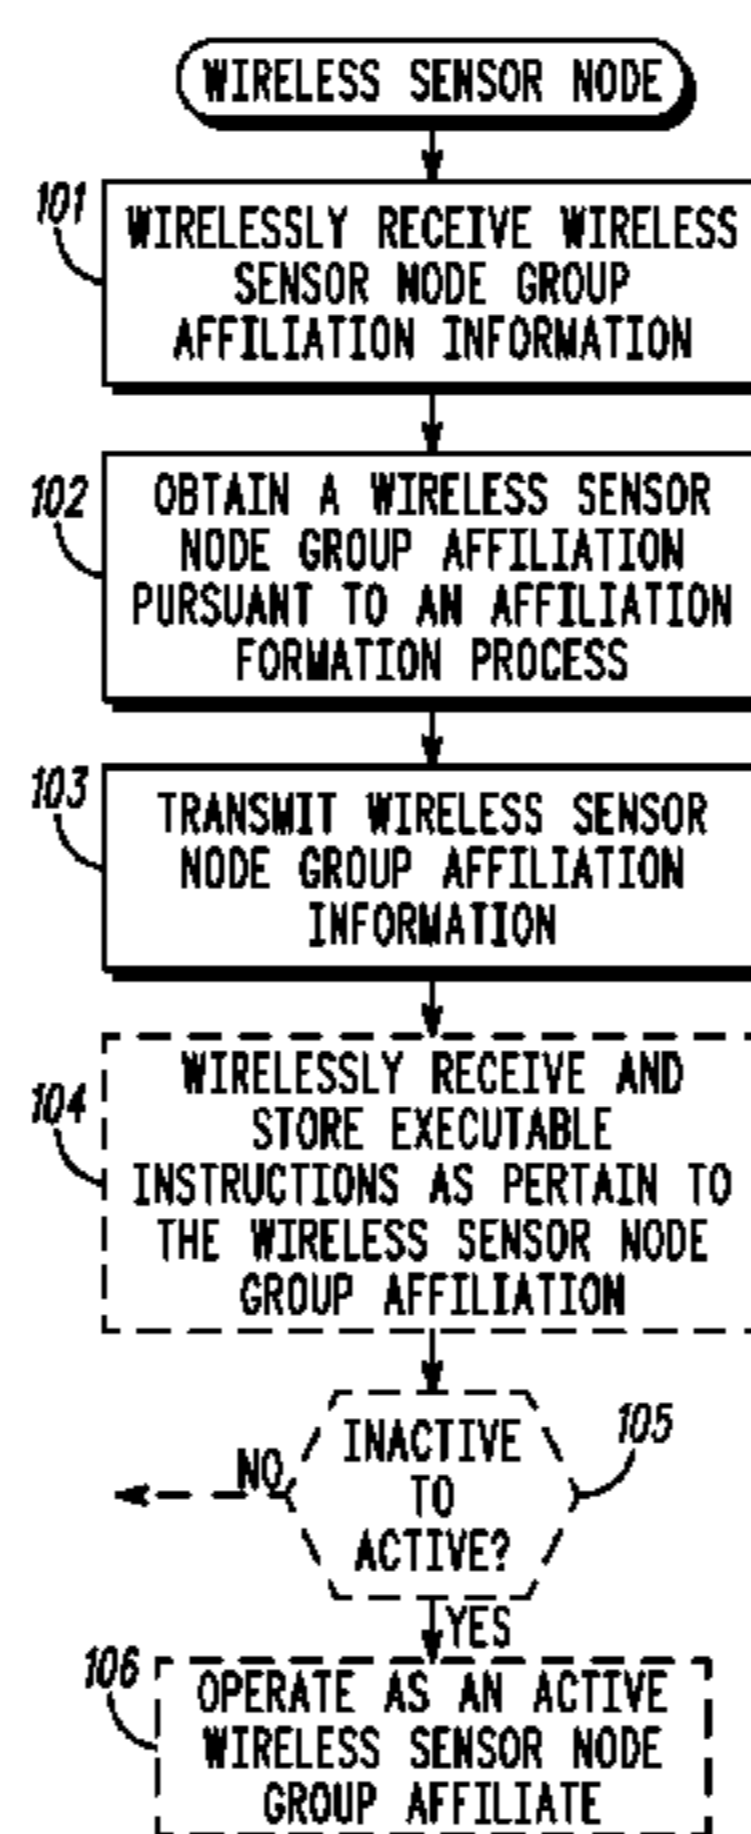 WIRELESS SENSOR NODE
101
WIRELESSLY RECEIVE WIRELESS
SENSOR NODE GROUP
AFFILIATION INFORMATION
102
OBTAIN A WIRELESS SENSOR
NODE GROUP AFFILIATION
PURSUANT TO AN AFFILIATION
FORMATION PROCESS
103
TRANSMIT WIRELESS SENSOR
NODE GROUP AFFILIATION
INFORMATION
104
WIRELESSLY RECEIVE AND
STORE EXECUTABLE
INSTRUCTIONS AS PERTAIN TO
THE WIRELESS SENSOR NODE
GROUP AFFILIATION
105
INACTIVE
TO
ACTIVE?
NO
YES
106
OPERATE AS AN ACTIVE
WIRELESS SENSOR NODE
GROUP AFFILIATE